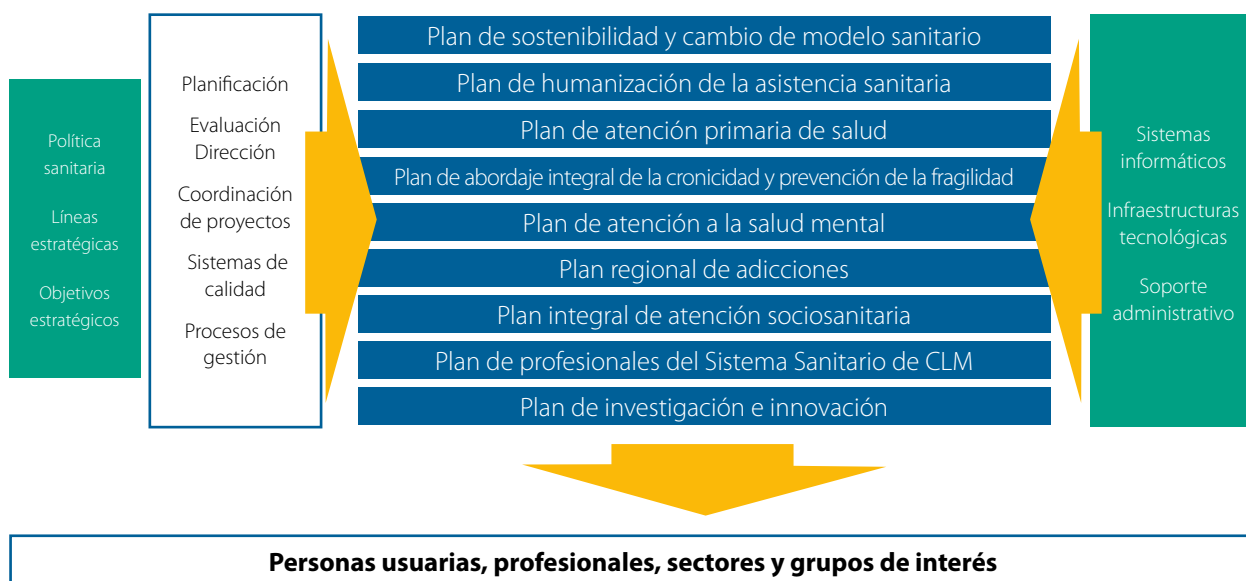 Política
sanitaria
Líneas
estratégicas
Objetivos
estratégicos
Planificación
Evaluación
Dirección
Coordinación
de proyectos
Sistemas de
calidad
Procesos de
gestión
Plan de sostenibilidad y cambio de modelo sanitario
Plan de humanización de la asistencia sanitaria
Plan de atención primaria de salud
Plan de abordaje integral de la cronicidad y prevención de la fragilidad
Plan de atención a la salud mental
Plan regional de adicciones
Plan integral de atención sociosanitaria
Plan de profesionales del Sistema Sanitario de CLM
Plan de investigación e innovación
Sistemas
informáticos
Infraestructuras
tecnológicas
Soporte
administrativo
Personas usuarias, profesionales, sectores y grupos de interés